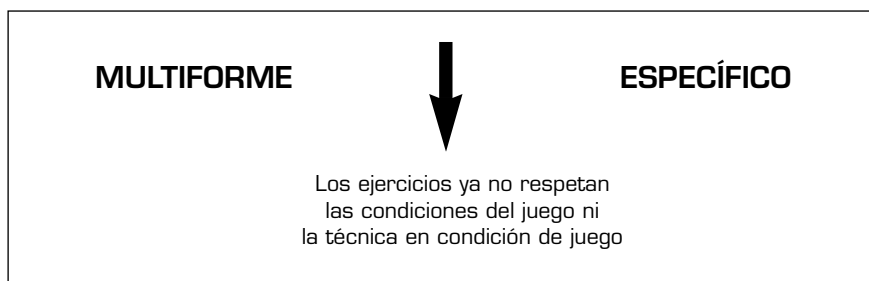 MULTIFORME ESPECÍFICO
Los ejercicios ya no respetan
las condiciones del juego ni
la técnica en condición de juego